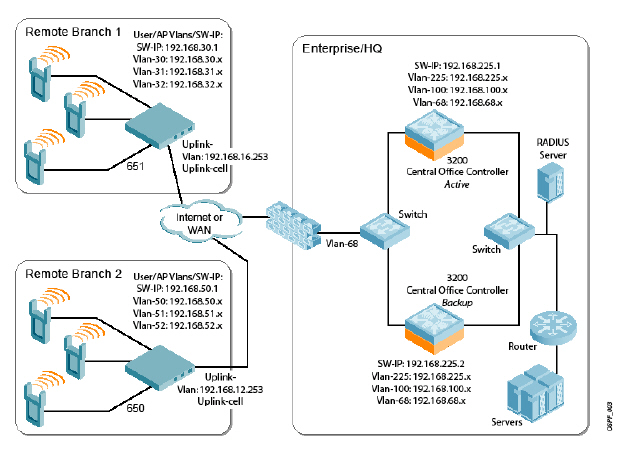 Remote Branch 1
User/AP Vlans/SW-IP:
SW-IP: 192.168.30.1
Vlan-30: 192.168.30.x
Vlan-31: 192.168.31.x
Vlan-32: 192.168.32.x
651
Uplink-
Vlan: 192.168.16.253
Uplink-cell
Internet or
WAN
Remote Branch 2
User/AP Vlans/SW-IP:
SW-IP: 192.168.50.1
Vlan-50: 192.168.50.x
Vlan-51: 192.168.51.x
Vlan-52: 192.168.52.x
650
Uplink-
Vlan: 192.168.12.253
Uplink-cell
Enterprise/HQ
SW-IP: 192.168.225.1
Vlan-225: 192.168.225.x
Vlan-100: 192.168.100.x
Vlan-68: 192.168.68.x
3200
Central Office Controller
Active
RADIUS
Server
Switch
Vlan-68
Switch
3200
Central Office Controller
Backup
SW-IP: 192.168.225.2
Vlan-225: 192.168.225.x
Vlan-100: 192.168.100.x
Vlan-68: 192.168.68.x
Router
Servers
OSPF_003